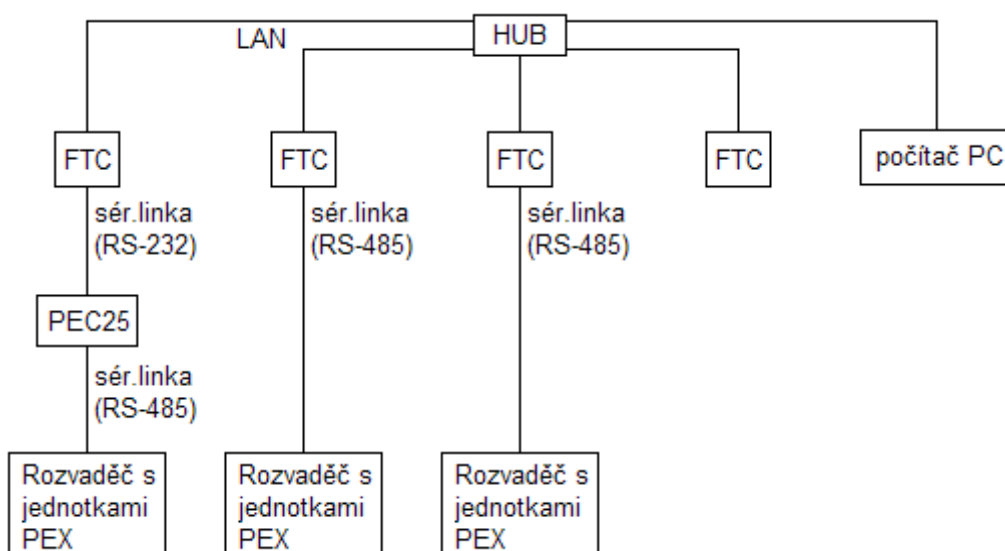 LAN
HUB
FTC
FTC
FTC
FTC
počítač PC
sér.linka
(RS-232)
sér.linka
(RS-485)
sér.linka
(RS-485)
PEC25
sér.linka
(RS-485)
Rozvaděč s
jednotkami
PEX
Rozvaděč s
jednotkami
PEX
Rozvaděč s
jednotkami
PEX